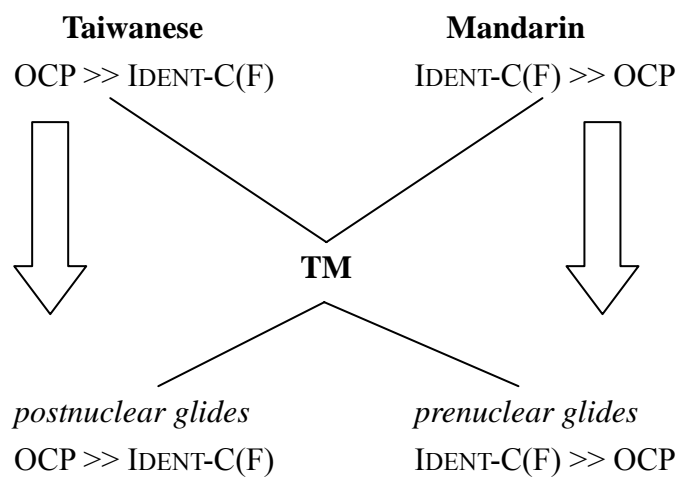 Taiwanese Mandarin
OCP >> IDENT-C(F) IDENT-C(F) >> OCP
TM
postnuclear glides prenuclear glides
OCP >> IDENT-C(F) IDENT-C(F) >> OCP